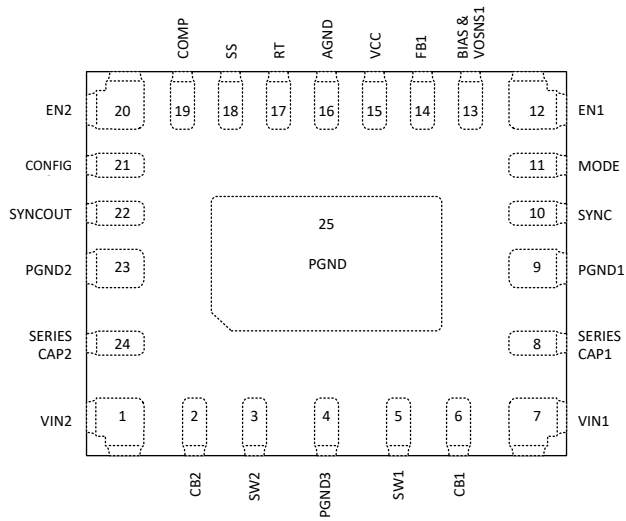 COMP
SS
RT
AGND
VCC
FB1
BIAS &
VOSNS1
EN2
20
19
18
17
16
15
14
13
12
EN1
CONFIG
21
11
MODE
SYNCOUT
22
10
SYNC
25
PGND
PGND2
23
9
PGND1
SERIES
CAP2
24
8
SERIES
CAP1
VIN2
1
2
3
4
5
6
7
VIN1
CB2
SW2
PGND3
SW1
CB1